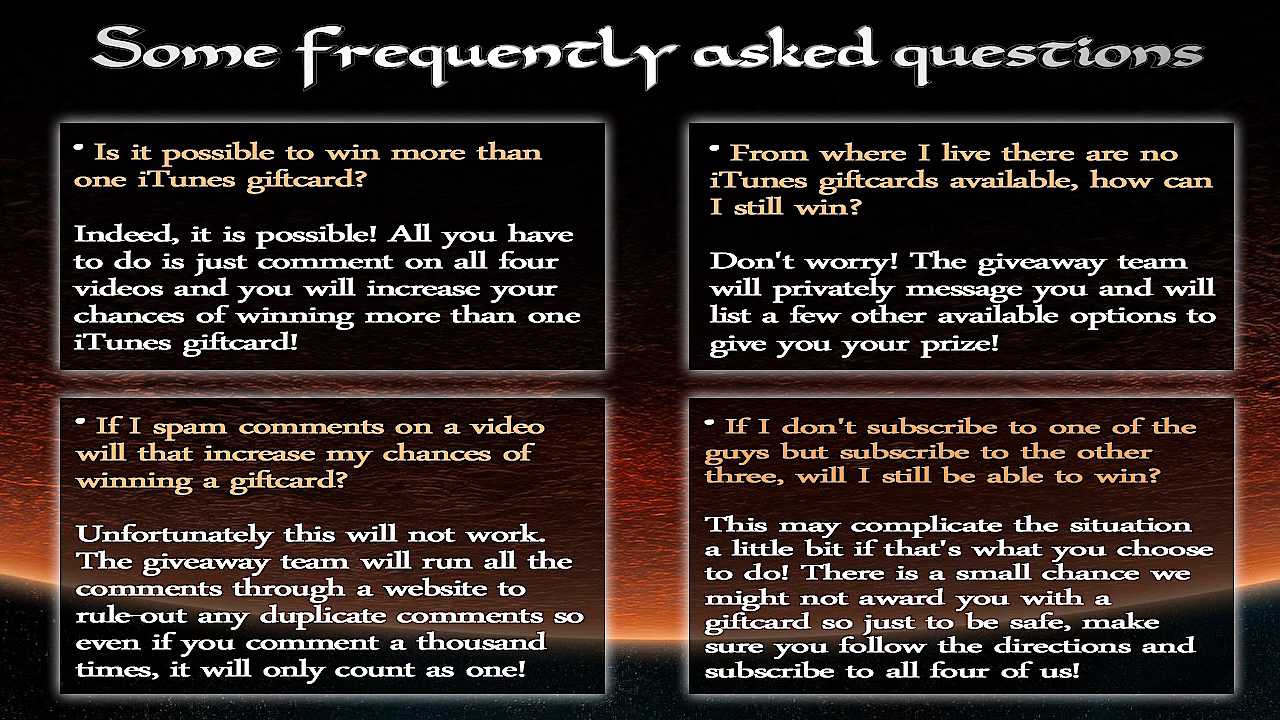 Some frequently asked questions
• Is it possible to win more than
one iTunes giftcard?
Indeed, it is possible! All you have
to do is just comment on all four
videos and you will increase your
chances of winning more than one
iTunes giftcard!
• From where I live there are no
iTunes giftcards available, how can
I still win?
Don't worry! The giveaway team
will privately message you and will
list a few other available options to
give you your prize!
• If I spam comments on a video
will that increase my chances of
winning a giftcard?
Unfortunately this will not work.
The giveaway team will run all the
comments through a website to
rule-out any duplicate comments so
even if you comment a thousand
times, it will only count as one!
• If I don't subscribe to one of the
guys but subscribe to the other
three, will I still be able to win?
This may complicate the situation
a little bit if that's what you choose
to do! There is a small chance we
might not award you with a
giftcard so just to be safe, make
sure you follow the directions and
subscribe to all four of us!